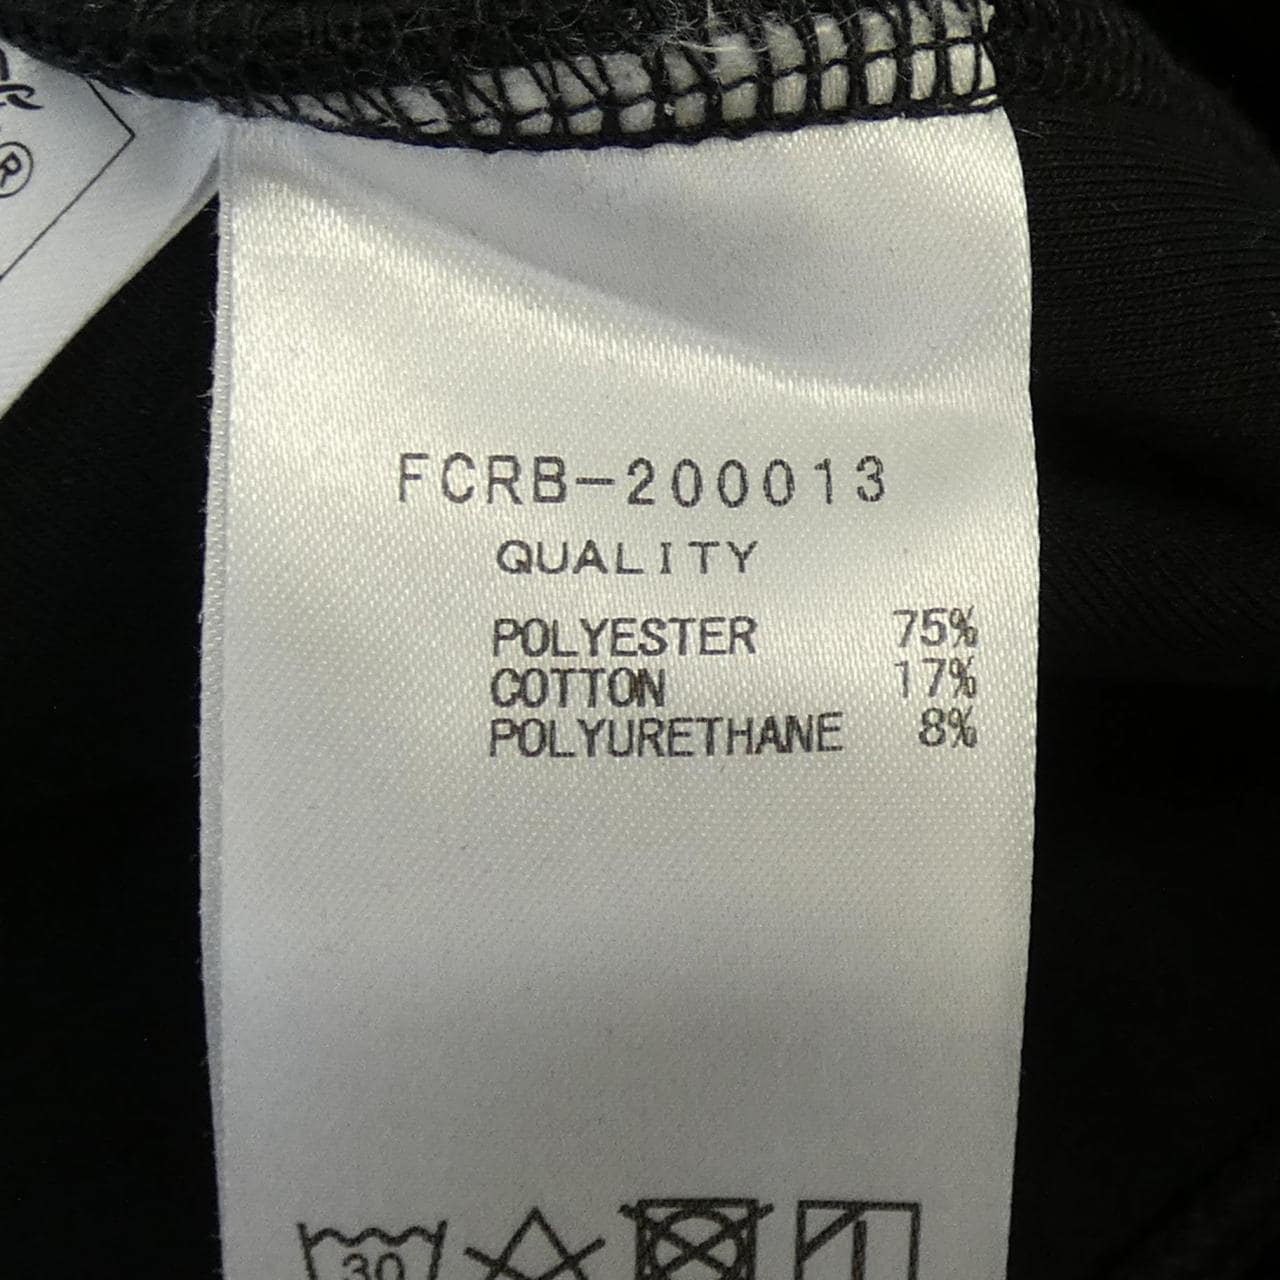 FCRB-200013
QUALITY
POLYESTER 75%
COTTON 17%
POLYURETHANE 8%
30